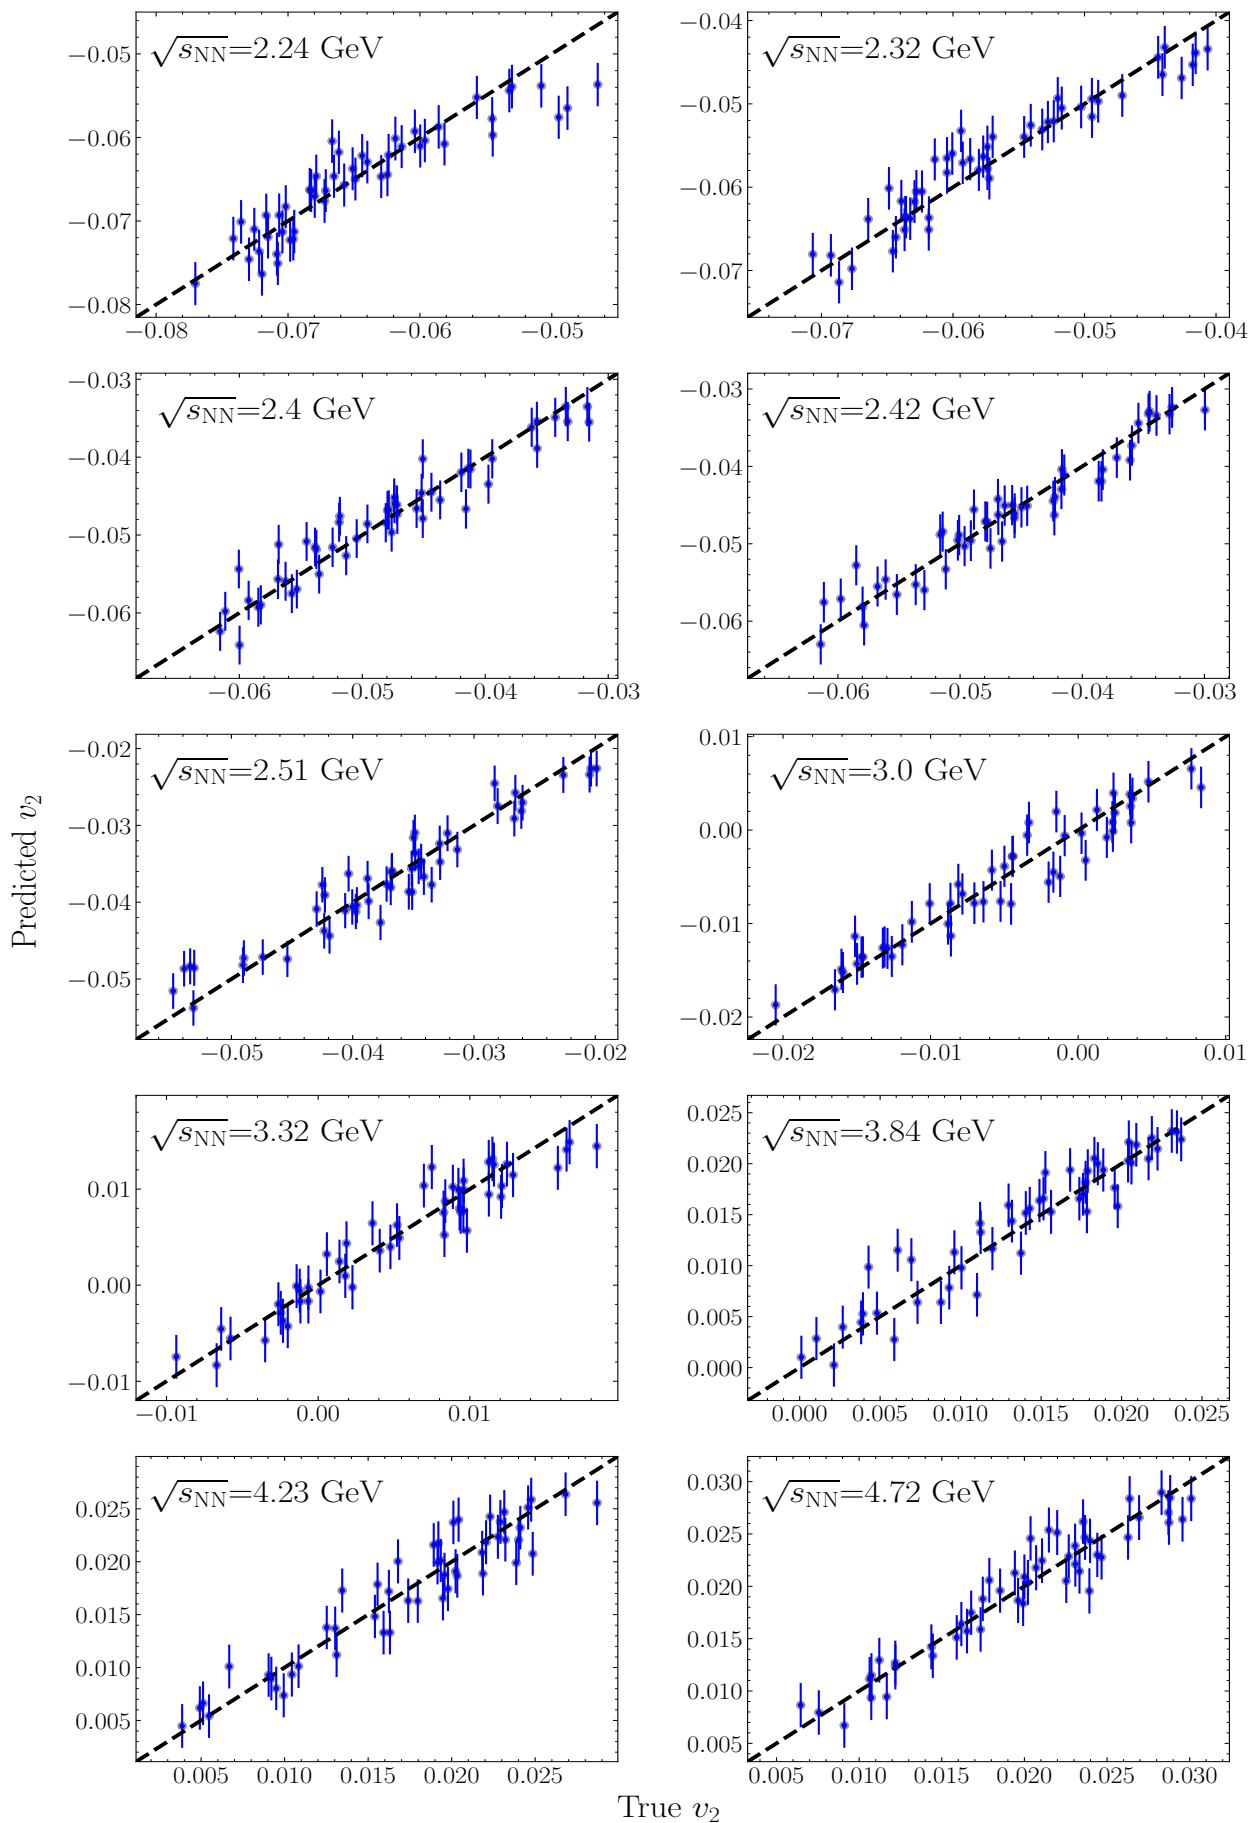 √sNN=2.24 GeV
−0.05
−0.06
−0.07
−0.08
−0.08 −0.07 −0.06 −0.05
√sNN=2.32 GeV
−0.04
−0.05
−0.06
−0.07
−0.07 −0.06 −0.05 −0.04
√sNN=2.4 GeV
−0.03
−0.04
−0.05
−0.06
−0.06 −0.05 −0.04 −0.03
√sNN=2.42 GeV
−0.03
−0.04
−0.05
−0.06
−0.06 −0.05 −0.04 −0.03
Predicted v2
√sNN=2.51 GeV
−0.02
−0.03
−0.04
−0.05
−0.05 −0.04 −0.03 −0.02
√sNN=3.0 GeV
0.01
0.00
−0.01
−0.02
−0.02 −0.01 0.00 0.01
√sNN=3.32 GeV
0.01
0.00
−0.01
−0.01 0.00 0.01
√sNN=3.84 GeV
0.025
0.020
0.015
0.010
0.005
0.000
0.000 0.005 0.010 0.015 0.020 0.025
√sNN=4.23 GeV
0.025
0.020
0.015
0.010
0.005
0.005 0.010 0.015 0.020 0.025
√sNN=4.72 GeV
0.030
0.025
0.020
0.015
0.010
0.005
0.005 0.010 0.015 0.020 0.025 0.030
True v2